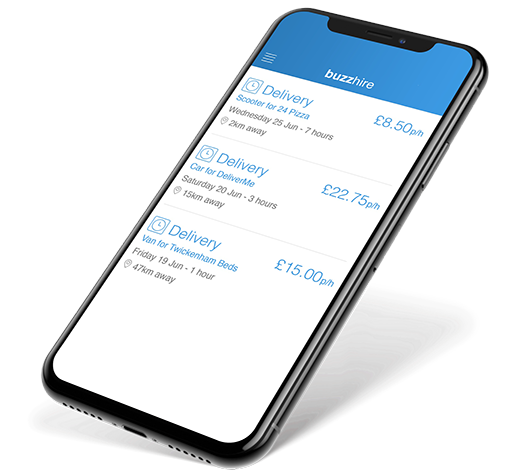 buzzhire
Delivery
£8.50p/h
Scooter for 24 Pizza
Wednesday 25 Jun - 7 hours
2km away
Delivery
£22.75p/h
Car for DeliverMe
Saturday 20 Jun - 3 hours
15km away
Delivery
£15.00p/h
Van for Twickenham Beds
Friday 19 Jun - 1 hour
47km away